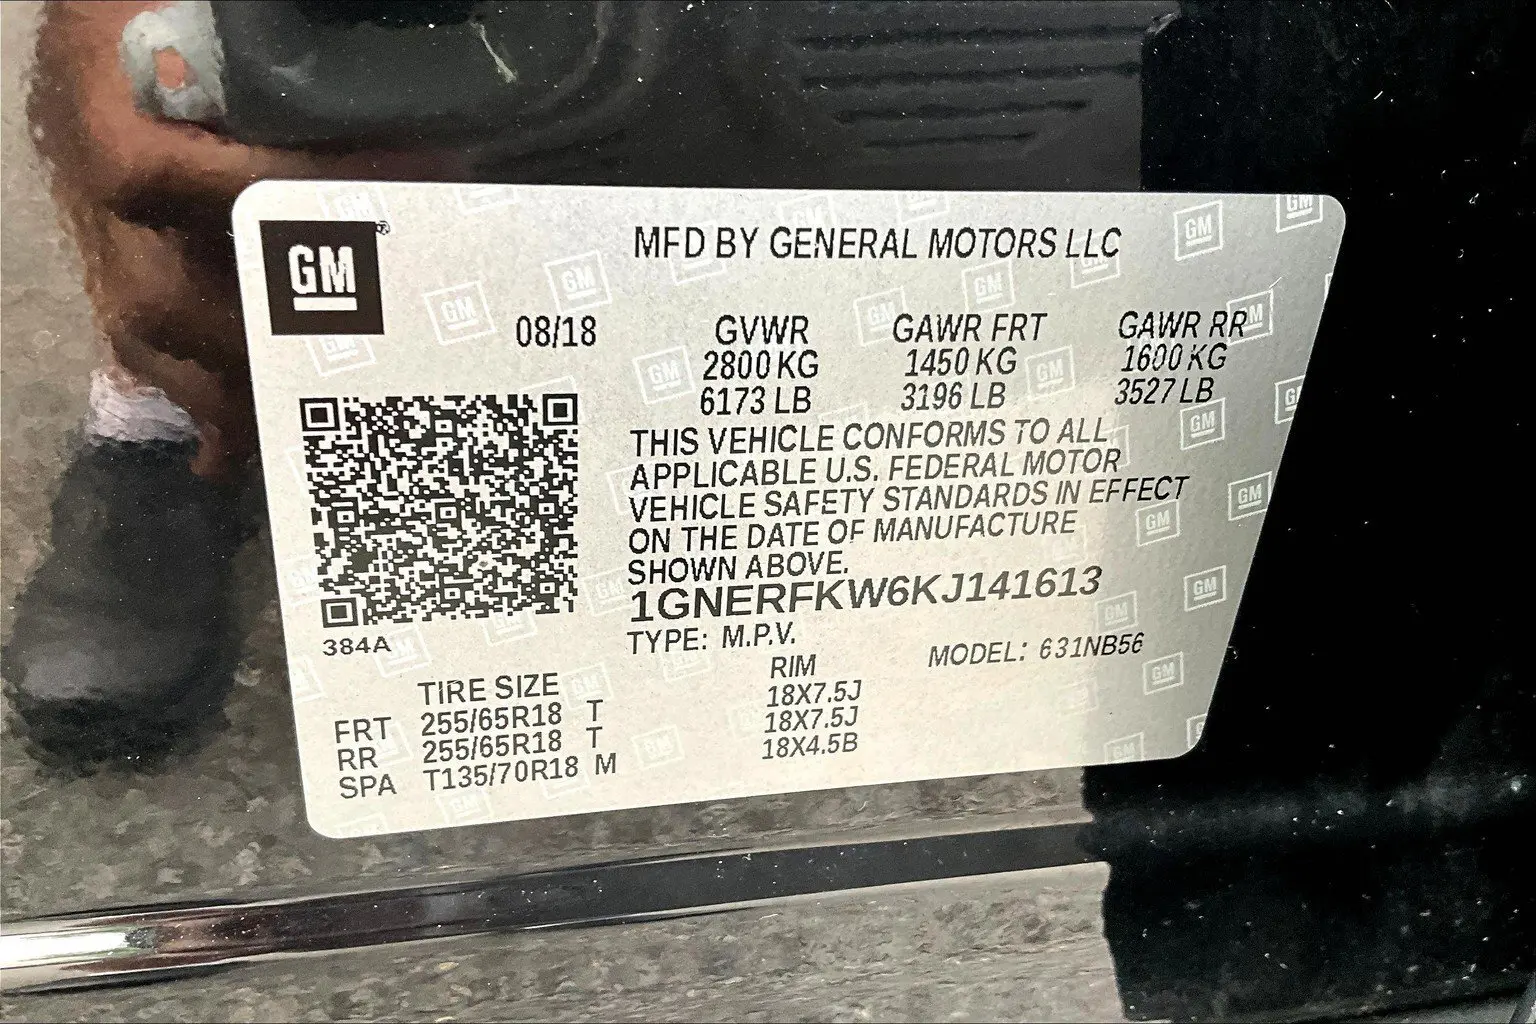 GM®
MFD BY GENERAL MOTORS LLC
08/18 GVWR GAWR FRT GAWR RR
2800 KG 1450 KG 1600 KG
6173 LB 3196 LB 3527 LB
THIS VEHICLE CONFORMS TO ALL
APPLICABLE U.S. FEDERAL MOTOR
VEHICLE SAFETY STANDARDS IN EFFECT
ON THE DATE OF MANUFACTURE
SHOWN ABOVE.
1GNERFKW6KJ141613
384A
TYPE: M.P.V. MODEL: 631NB56
TIRE SIZE RIM
FRT 255/65R18 T 18X7.5J
RR 255/65R18 T 18X7.5J
SPA T135/70R18 M 18X4.5B